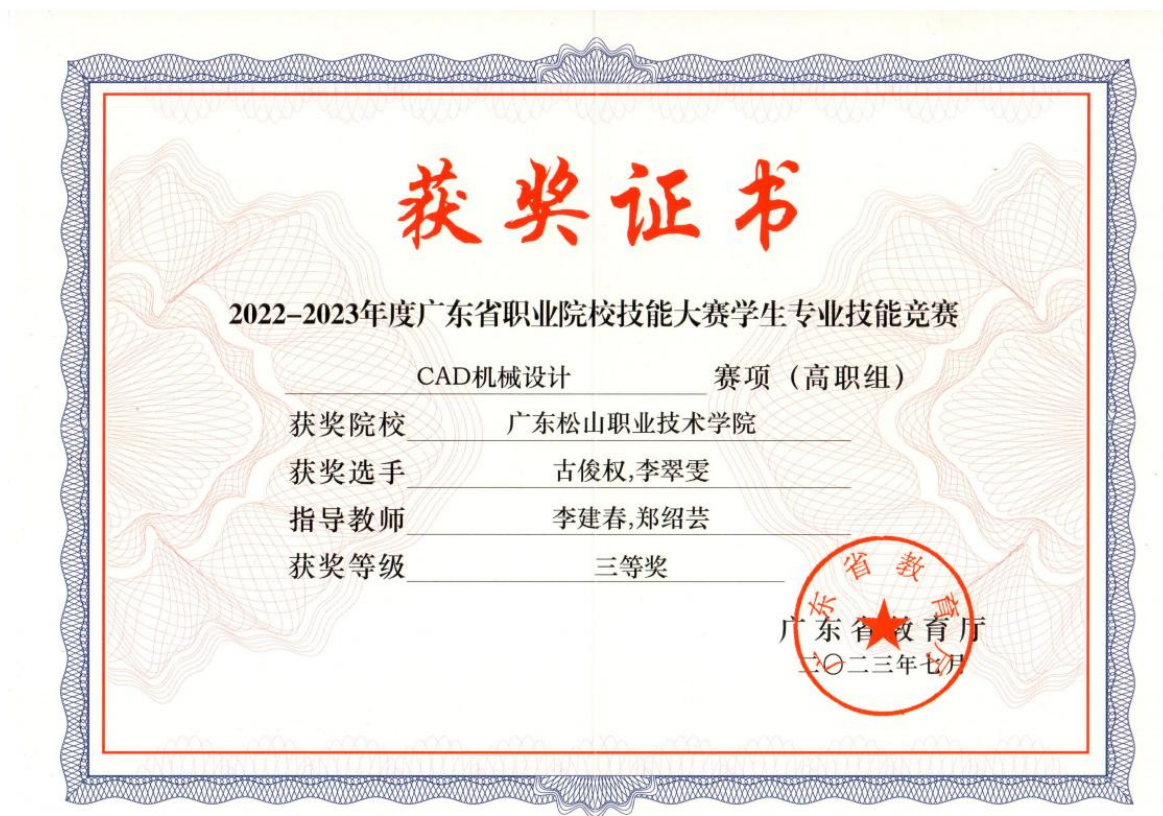 获奖证书
2022-2023年度广东省职业院校技能大赛学生专业技能竞赛
CAD机械设计 赛项（高职组）
获奖院校 广东松山职业技术学院
获奖选手 古俊权,李翠雯
指导教师 李建春,郑绍芸
获奖等级 三等奖
广东省教育厅
广东省教育厅
二〇二三年七月